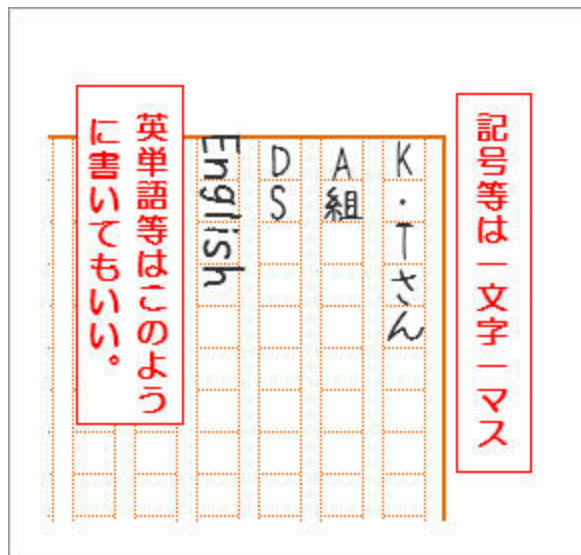 記号等は一文字一マス
K・Tさん
A組
DS
English
英単語等はこのよう
に書いてもいい。